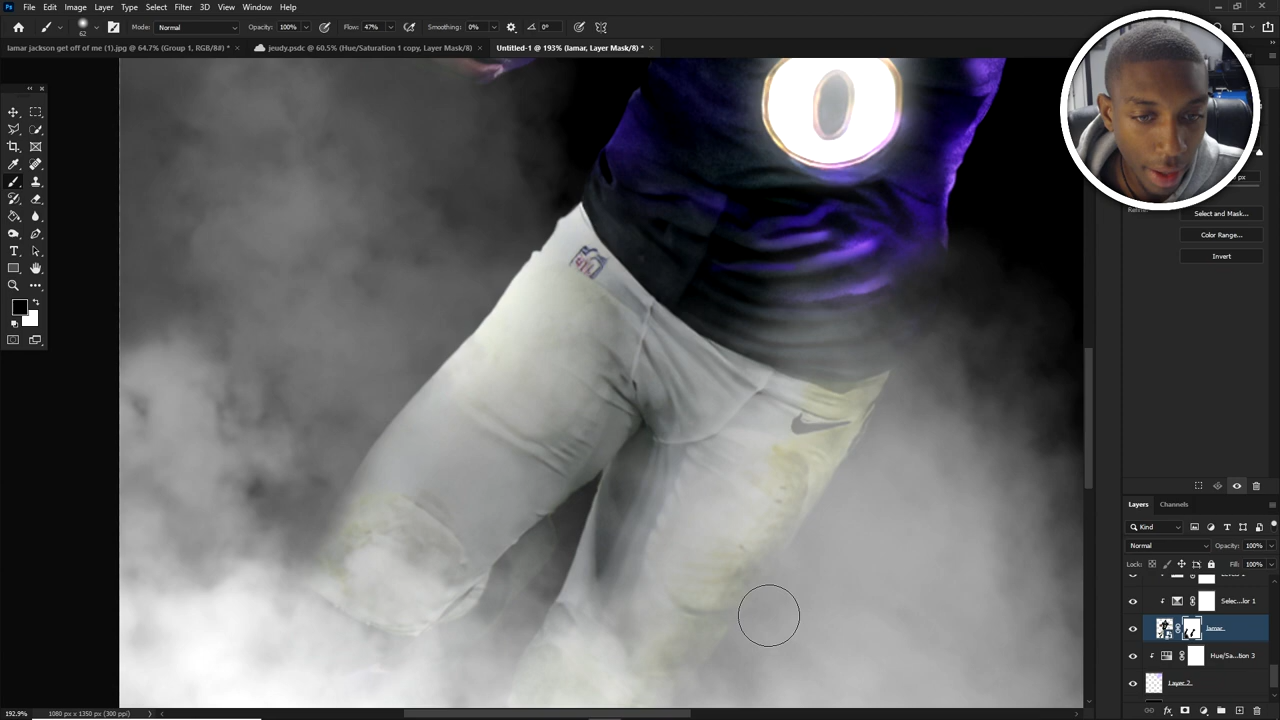 Ps File Edit Image Layer Type Select Filter 3D View Window Help
62 Mode: Normal Opacity: 100% Flow: 47% Smoothing: 0% 0°
lamar jackson get off of me (1).jpg @ 64.7% (Group 1, RGB/8#) * × jeudy.psdc @ 60.5% (Hue/Saturation 1 copy, Layer Mask/8) × Untitled-1 @ 193% (lamar, Layer Mask/8) * ×
0
px
Select and Mask...
Color Range...
Invert
Layers Channels
Kind
Normal Opacity: 100%
Lock: Fill: 100%
Selec...lor 1
lamar
Hue/Sa...tion 3
Layer 2
192.9% 1080 px x 1350 px (300 ppi)